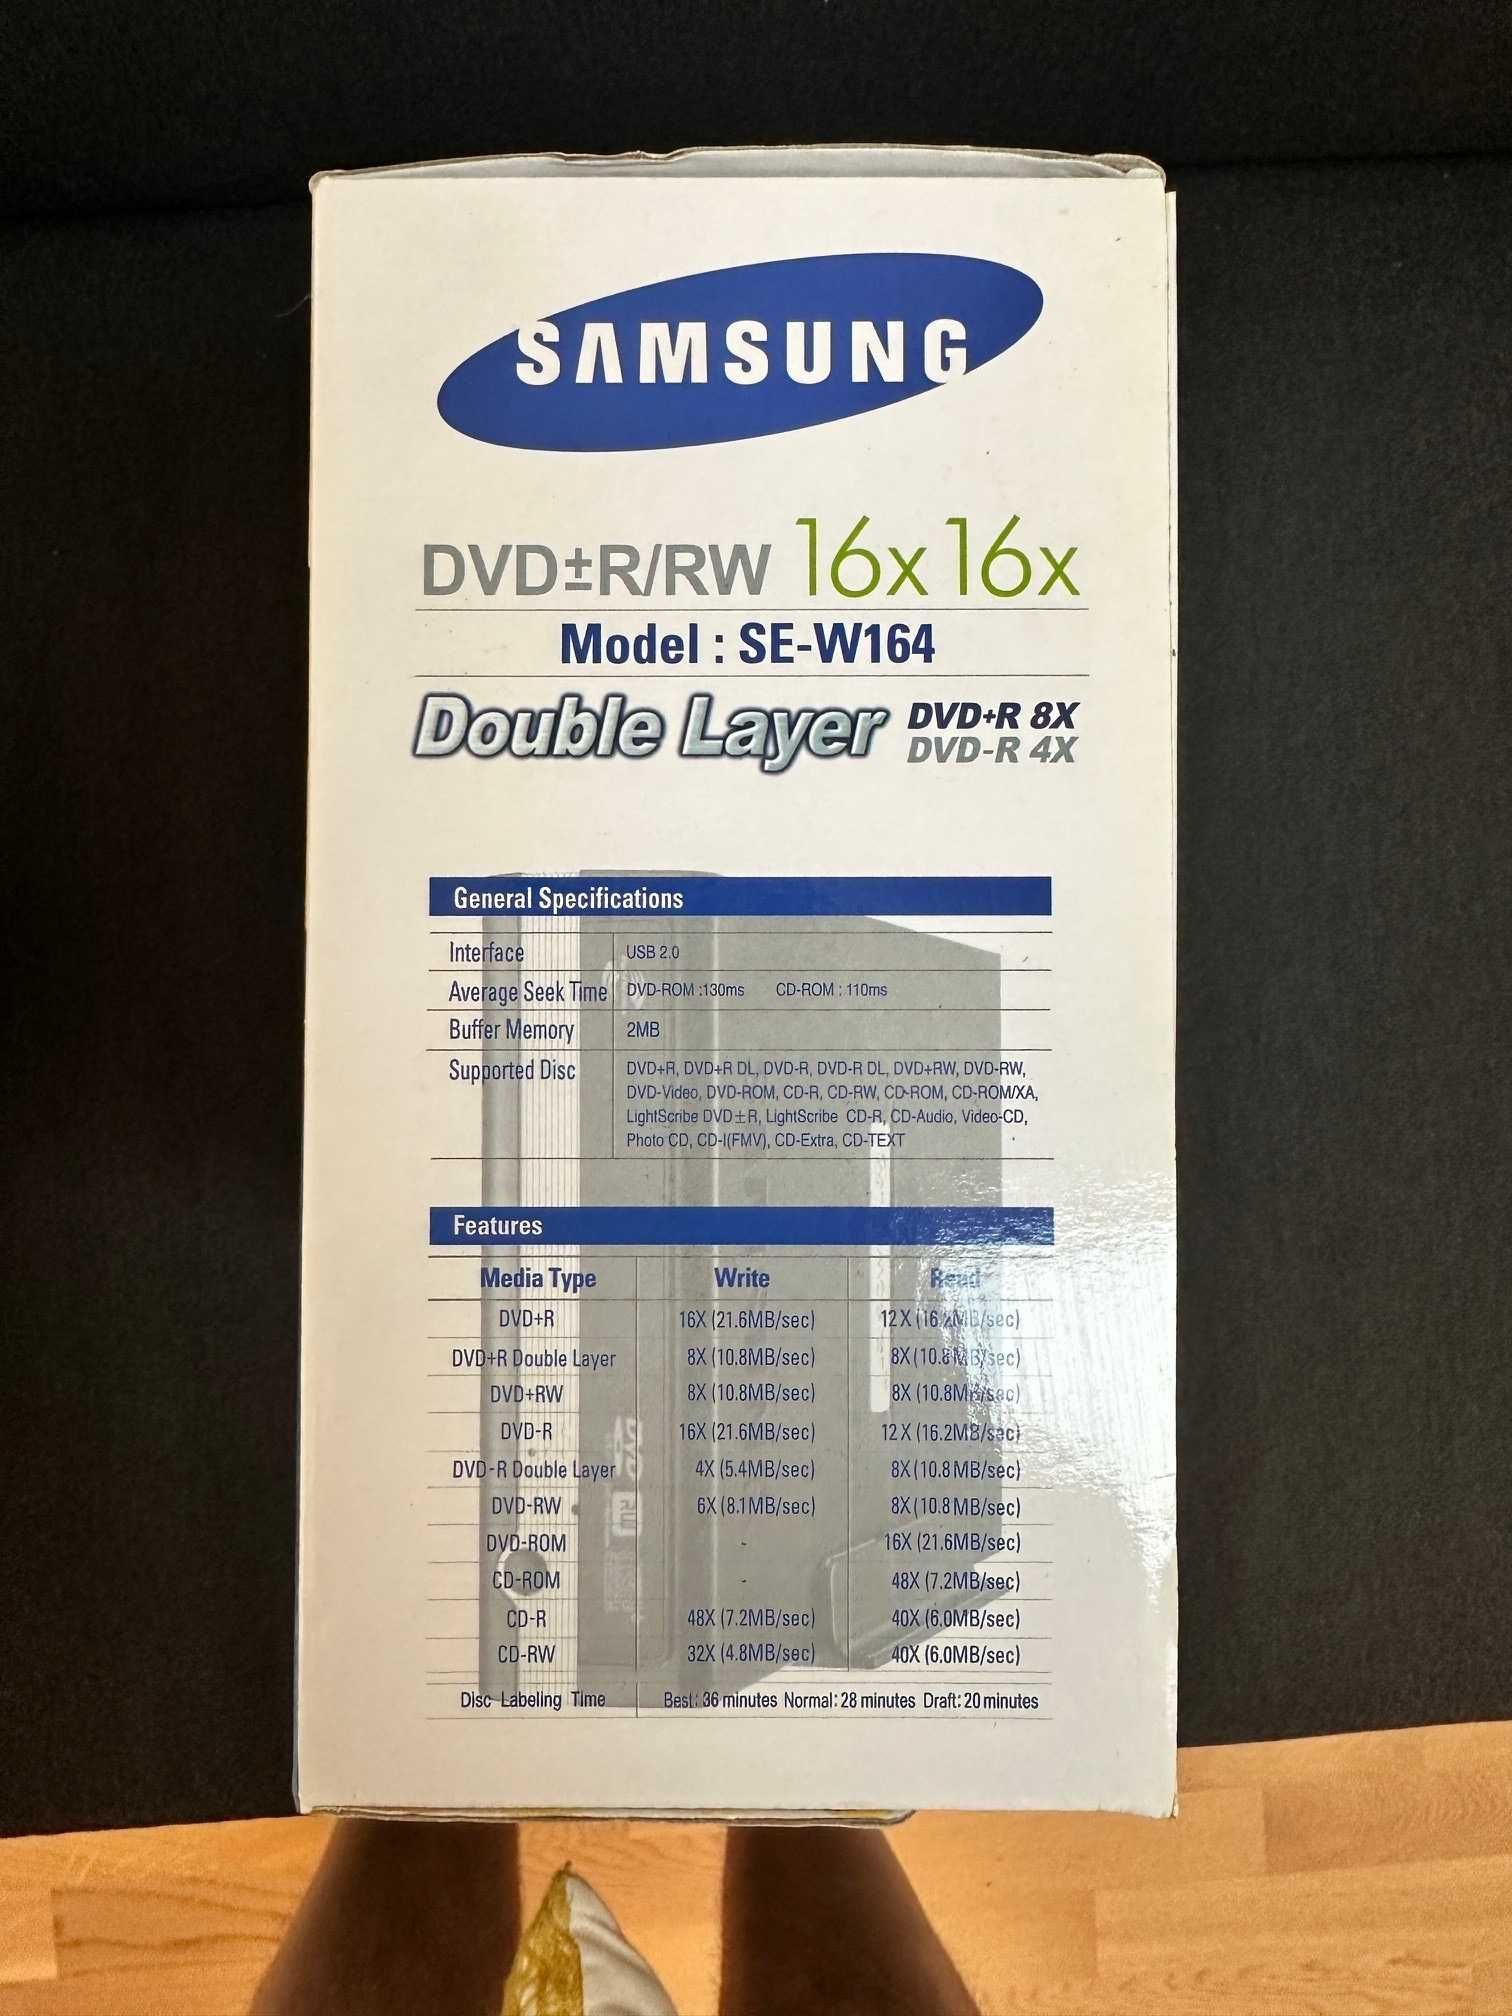 SAMSUNG
DVD±R/RW 16x16x
Model : SE-W164
Double Layer DVD+R 8X
DVD-R 4X
General Specifications
Interface USB 2.0
Average Seek Time DVD-ROM :130ms CD-ROM : 110ms
Buffer Memory 2MB
Supported Disc DVD+R, DVD+R DL, DVD-R, DVD-R DL, DVD+RW, DVD-RW,
DVD-Video, DVD-ROM, CD-R, CD-RW, CD-ROM, CD-ROM/XA,
LightScribe DVD±R, LightScribe CD-R, CD-Audio, Video-CD,
Photo CD, CD-I(FMV), CD-Extra, CD-TEXT
Features
Media Type Write Read
DVD+R 16X (21.6MB/sec) 12X (16.2MB/sec)
DVD+R Double Layer 8X (10.8MB/sec) 8X (10.8MB/sec)
DVD+RW 8X (10.8MB/sec) 8X (10.8MB/sec)
DVD-R 16X (21.6MB/sec) 12X (16.2MB/sec)
DVD-R Double Layer 4X (5.4MB/sec) 8X (10.8MB/sec)
DVD-RW 6X (8.1MB/sec) 8X (10.8MB/sec)
DVD-ROM - 16X (21.6MB/sec)
CD-ROM - 48X (7.2MB/sec)
CD-R 48X (7.2MB/sec) 40X (6.0MB/sec)
CD-RW 32X (4.8MB/sec) 40X (6.0MB/sec)
Disc Labeling Time Best: 36 minutes Normal: 28 minutes Draft: 20 minutes